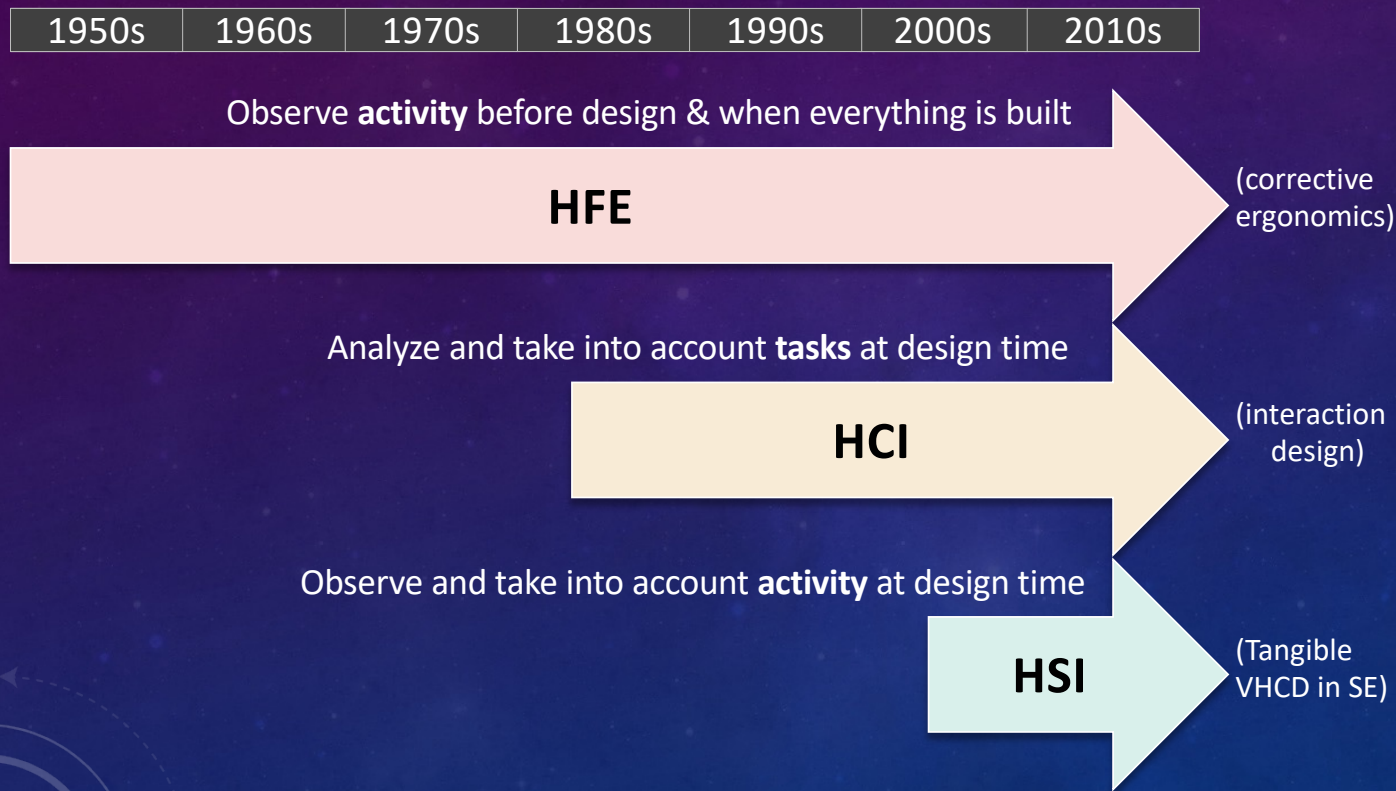 1950s 1960s 1970s 1980s 1990s 2000s 2010s
Observe activity before design & when everything is built
HFE
(corrective
ergonomics)
Analyze and take into account tasks at design time
HCI
(interaction
design)
Observe and take into account activity at design time
HSI
(Tangible
VHCD in SE)